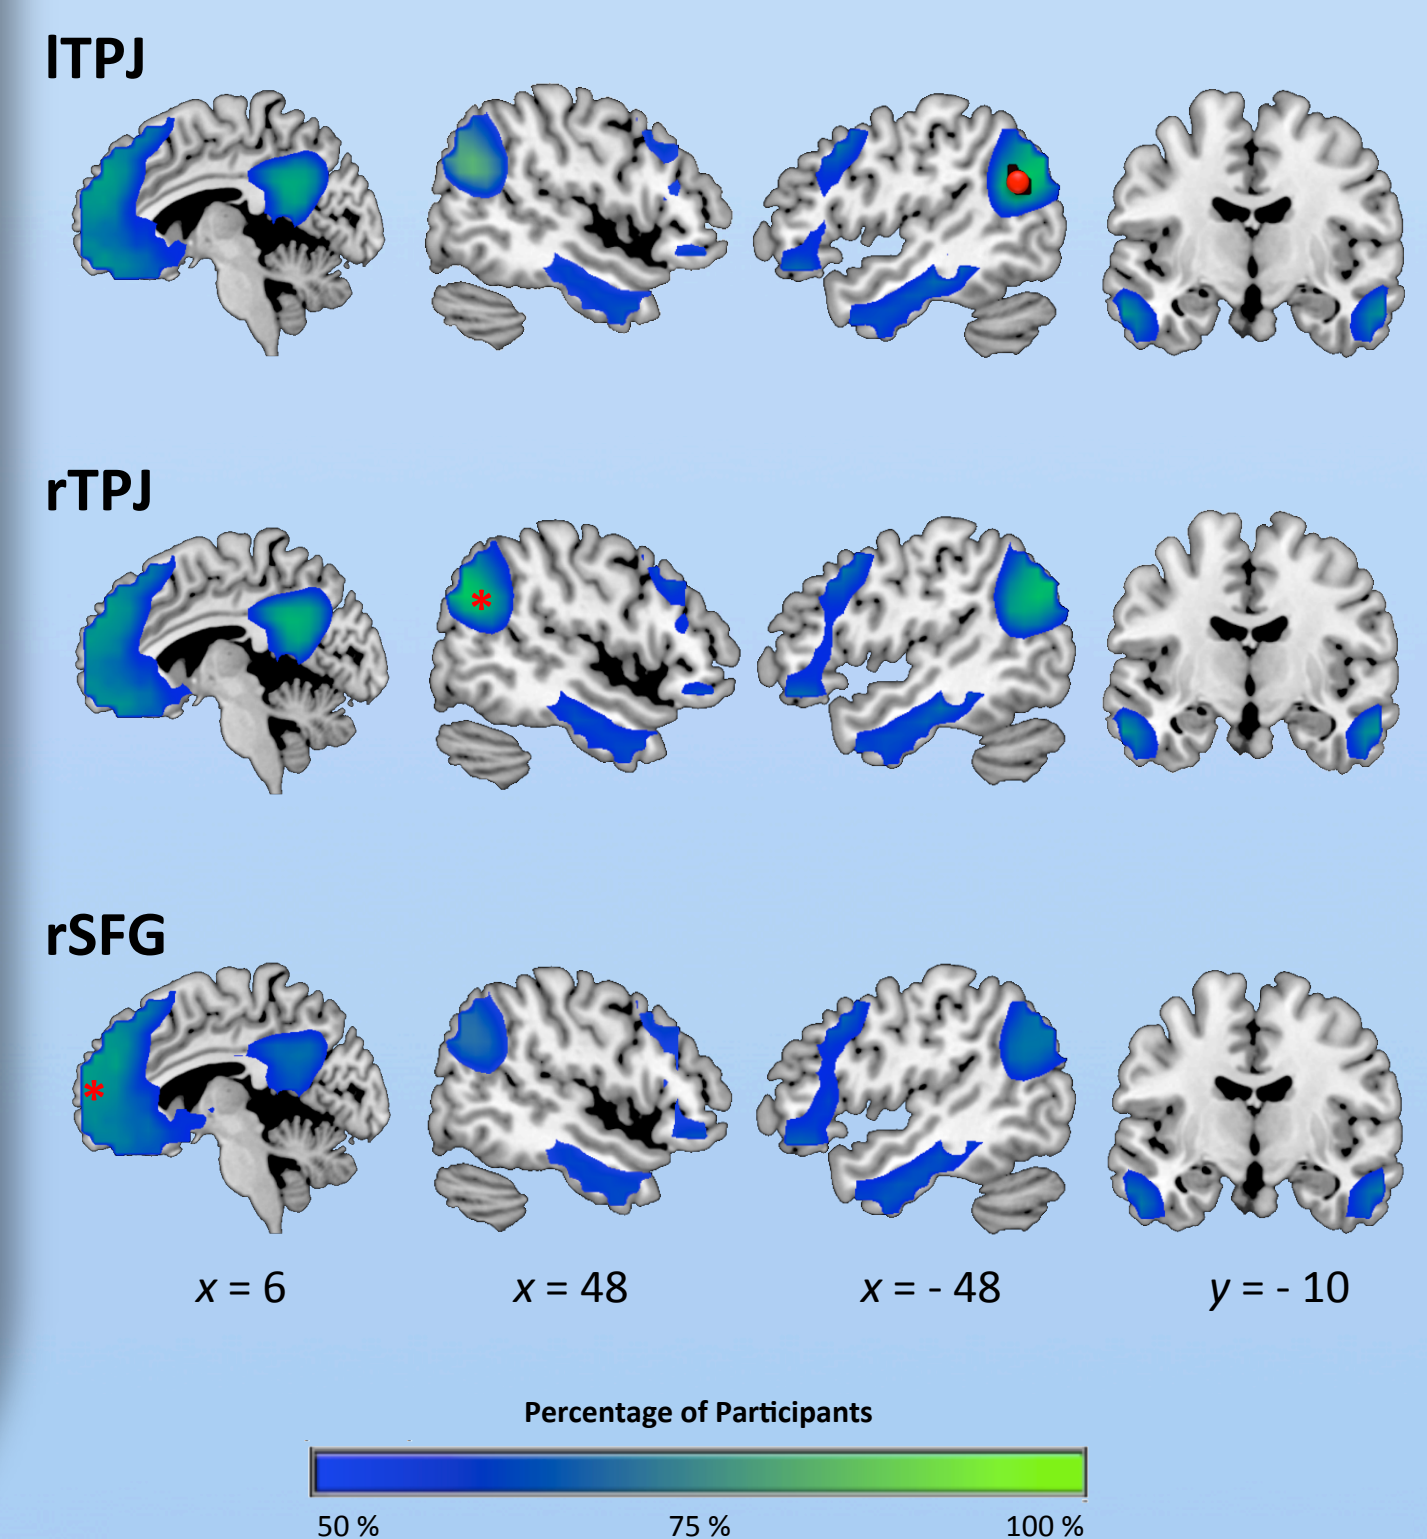 lTPJ
rTPJ
*
rSFG
*
x = 6 x = 48 x = - 48 y = - 10
Percentage of Participants
50 % 75 % 100 %